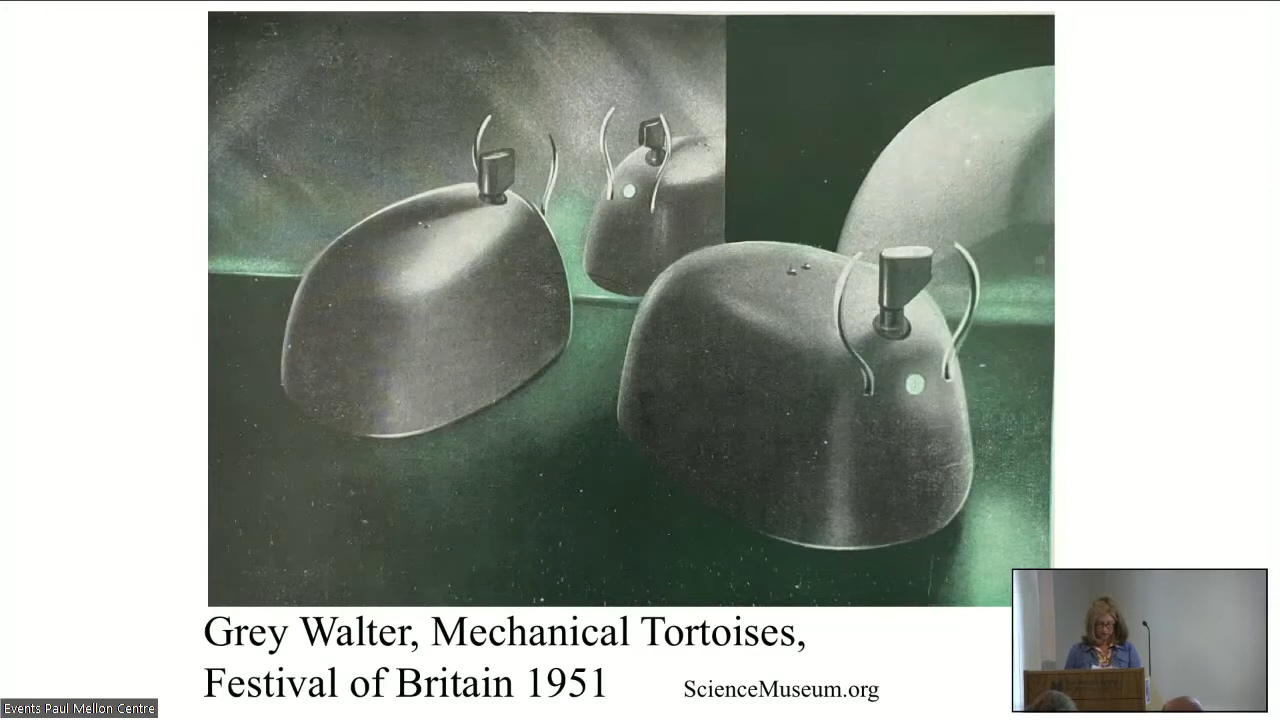 Grey Walter, Mechanical Tortoises,
Festival of Britain 1951
ScienceMuseum.org
Events Paul Mellon Centre